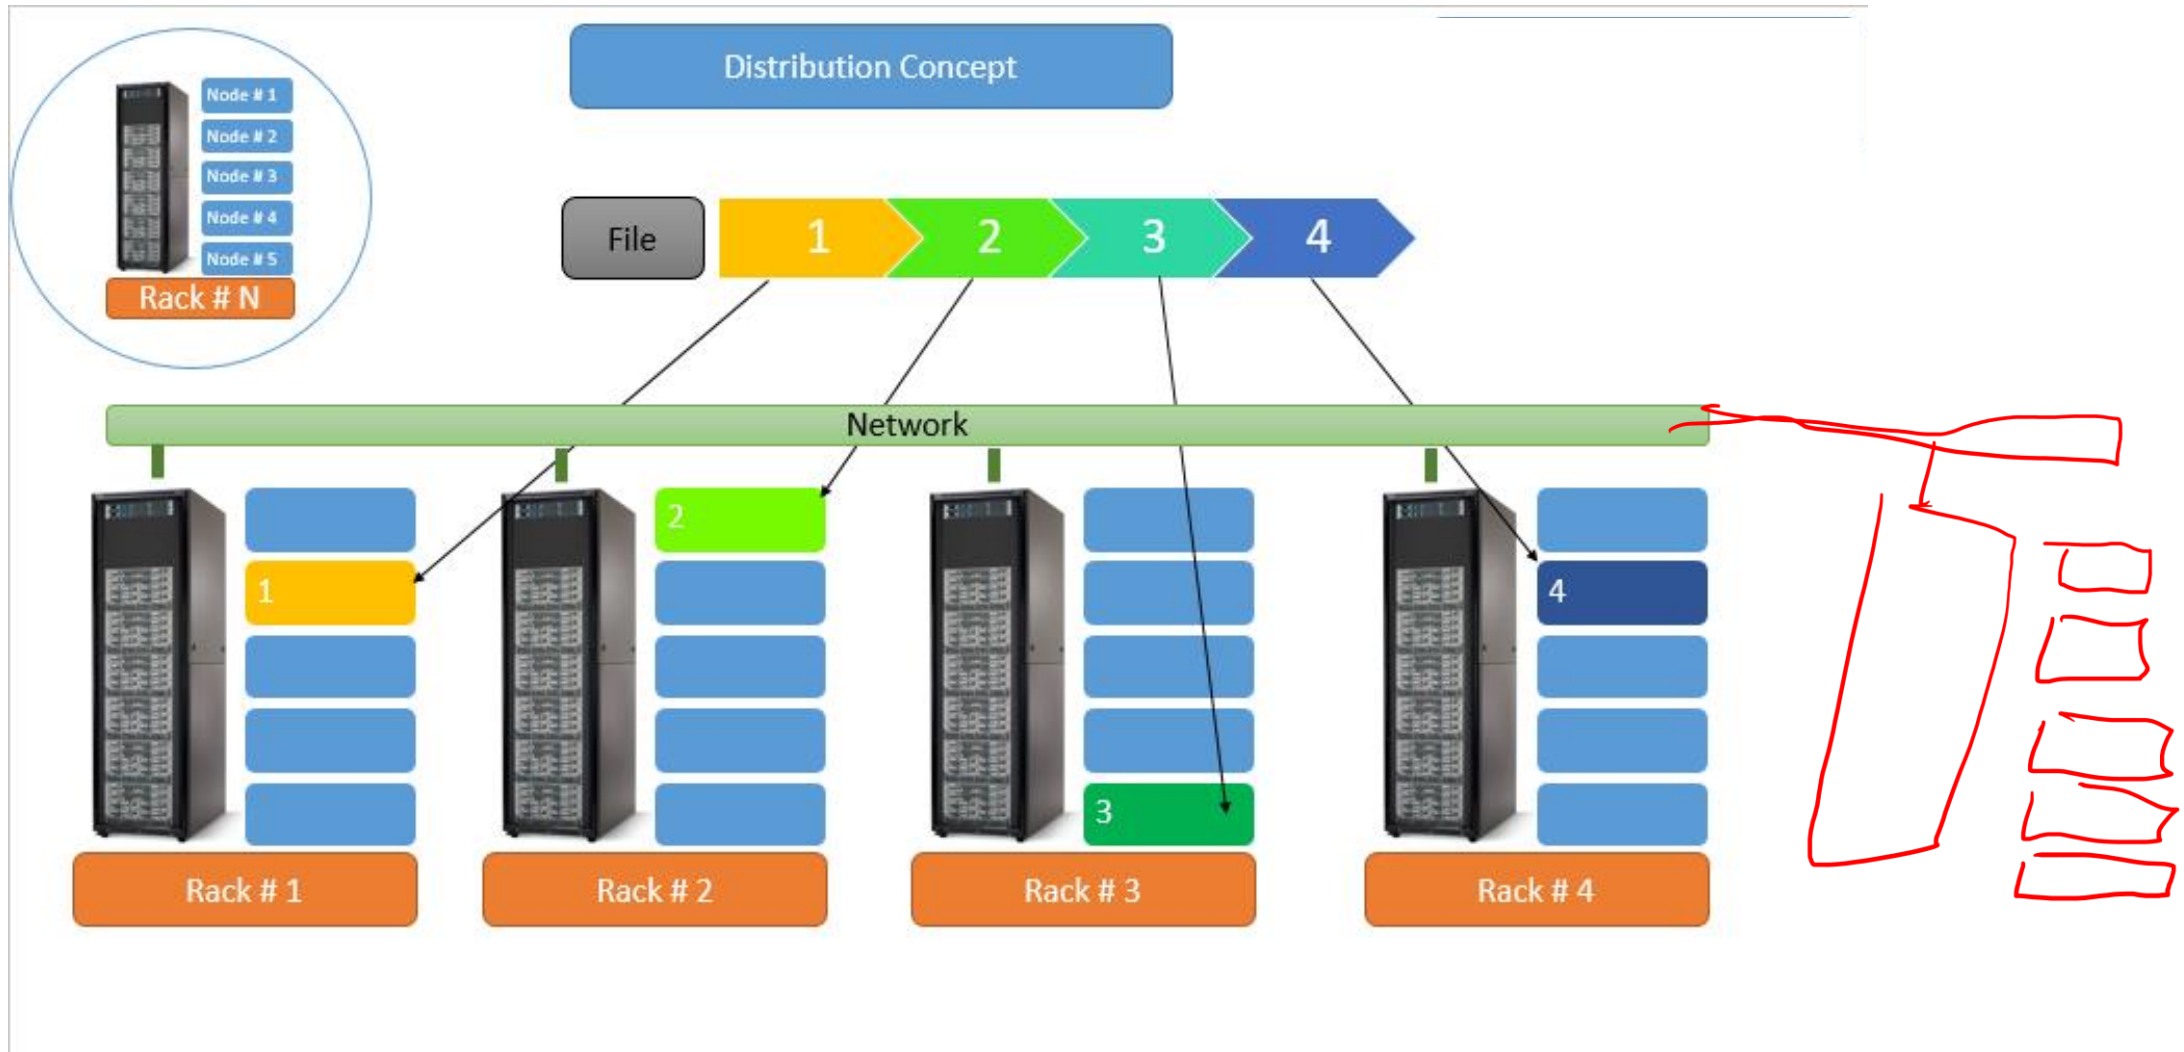 Distribution Concept
Node # 1
Node # 2
Node # 3
Node # 4
Node # 5
Rack # N
File
1
2
3
4
Network
1
2
3
4
Rack # 1
Rack # 2
Rack # 3
Rack # 4